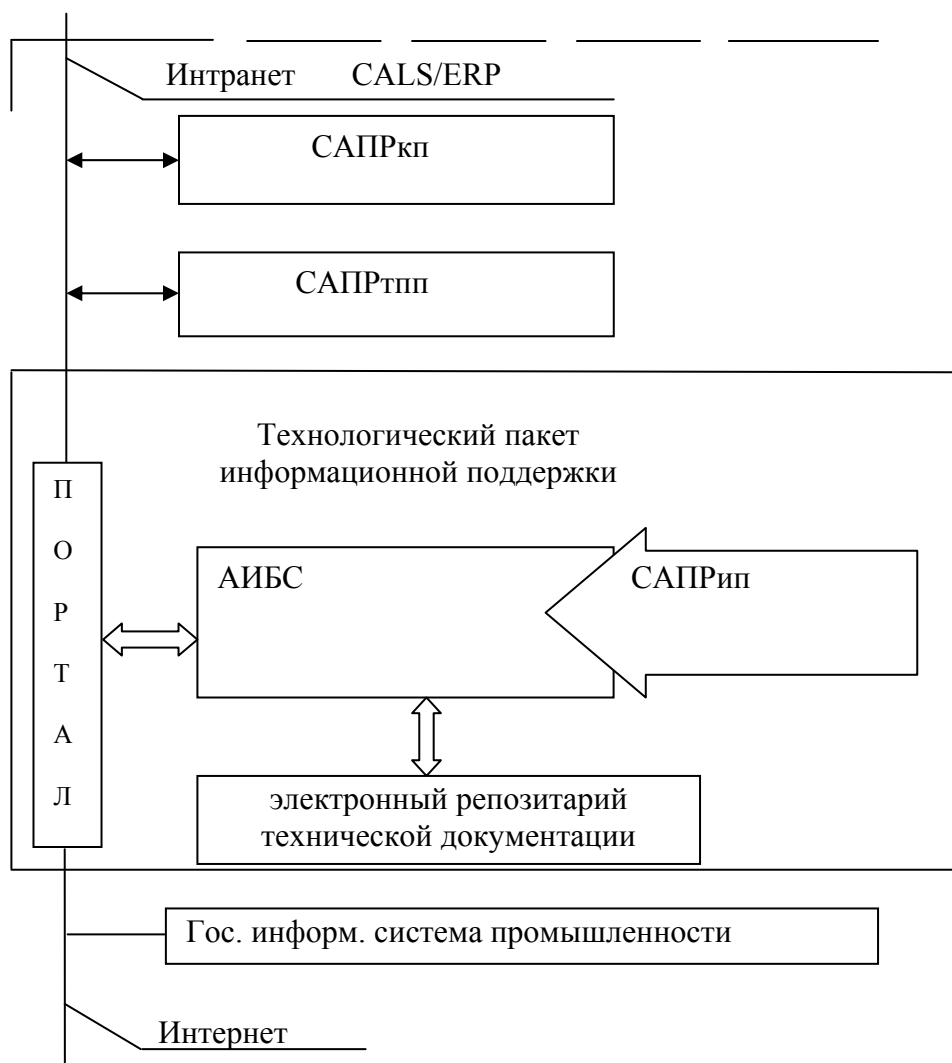 Интранет CALS/ERP
САПРкп
САПРтпп
Технологический пакет
информационной поддержки
П
О
Р
Т
А
Л
АИБС
САПРип
электронный репозитарий
технической документации
Гос. информ. система промышленности
Интернет